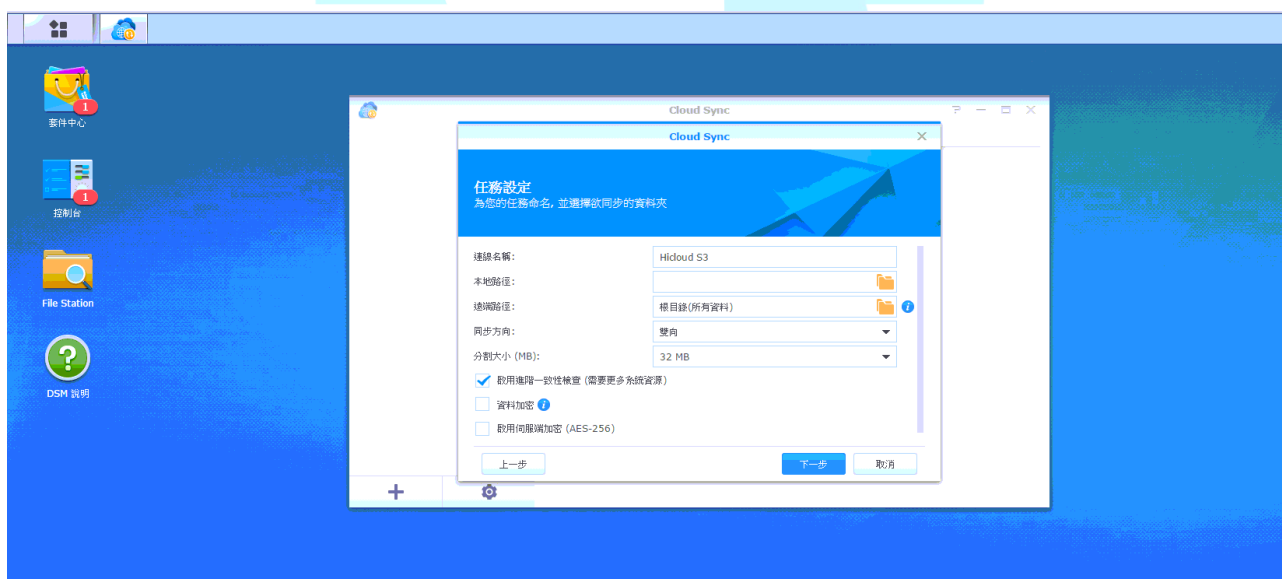 1
套件中心
1
控制台
File Station
DSM 說明
Cloud Sync
Cloud Sync
任務設定
為您的任務命名, 並選擇欲同步的資料夾
連線名稱:
Hicloud S3
本地路徑:
遠端路徑:
根目錄(所有資料)
同步方向:
雙向
分割大小 (MB):
32 MB
啟用進階一致性檢查 (需要更多系統資源)
資料加密
啟用伺服端加密 (AES-256)
上一步
下一步
取消